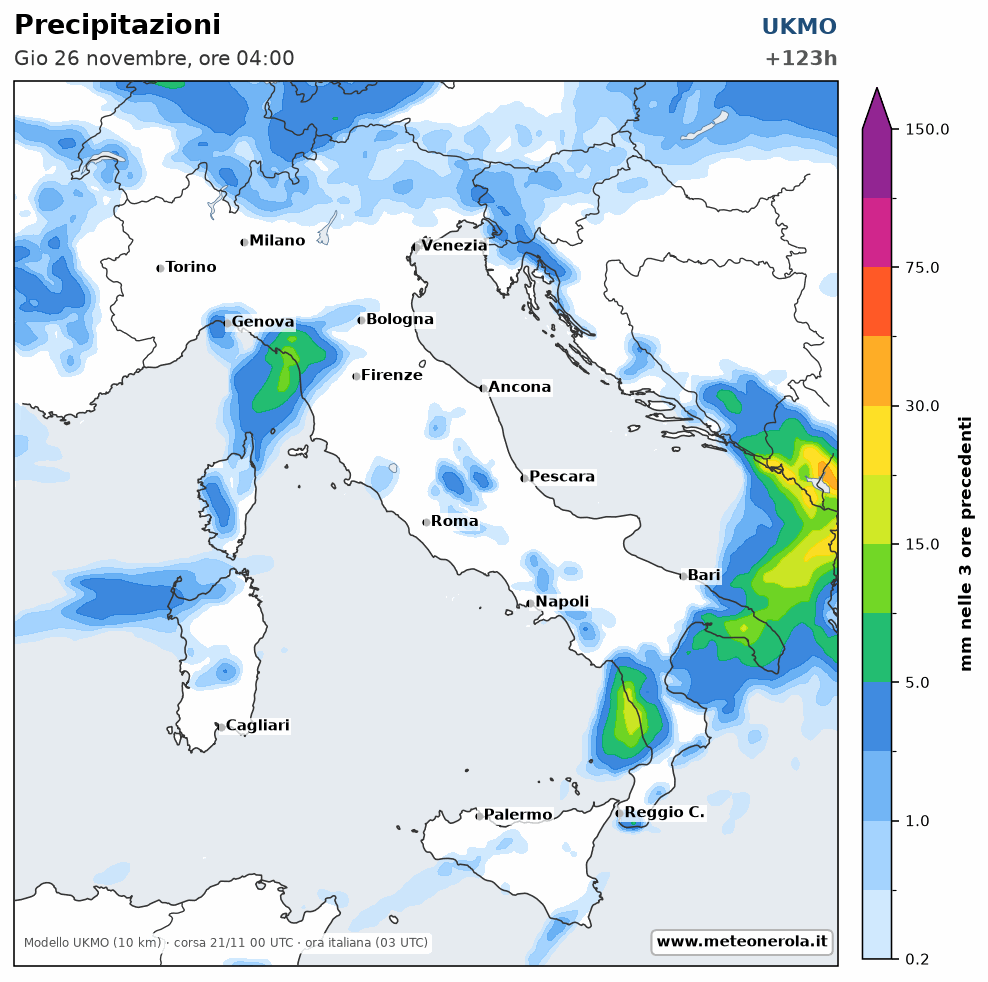 Precipitazioni
UKMO
Gio 26 novembre, ore 04:00
+123h
150.0
75.0
30.0
15.0
5.0
1.0
0.2
mm nelle 3 ore precedenti
Milano
Venezia
Torino
Genova
Bologna
Firenze
Ancona
Pescara
Roma
Bari
Napoli
Cagliari
Palermo
Reggio C.
Modello UKMO (10 km) · corsa 21/11 00 UTC · ora italiana (03 UTC)
www.meteonerola.it